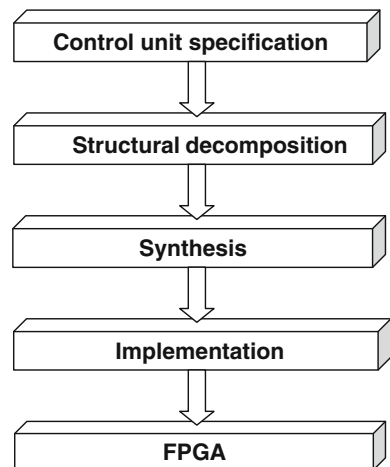 Control unit specification
Structural decomposition
Synthesis
Implementation
FPGA